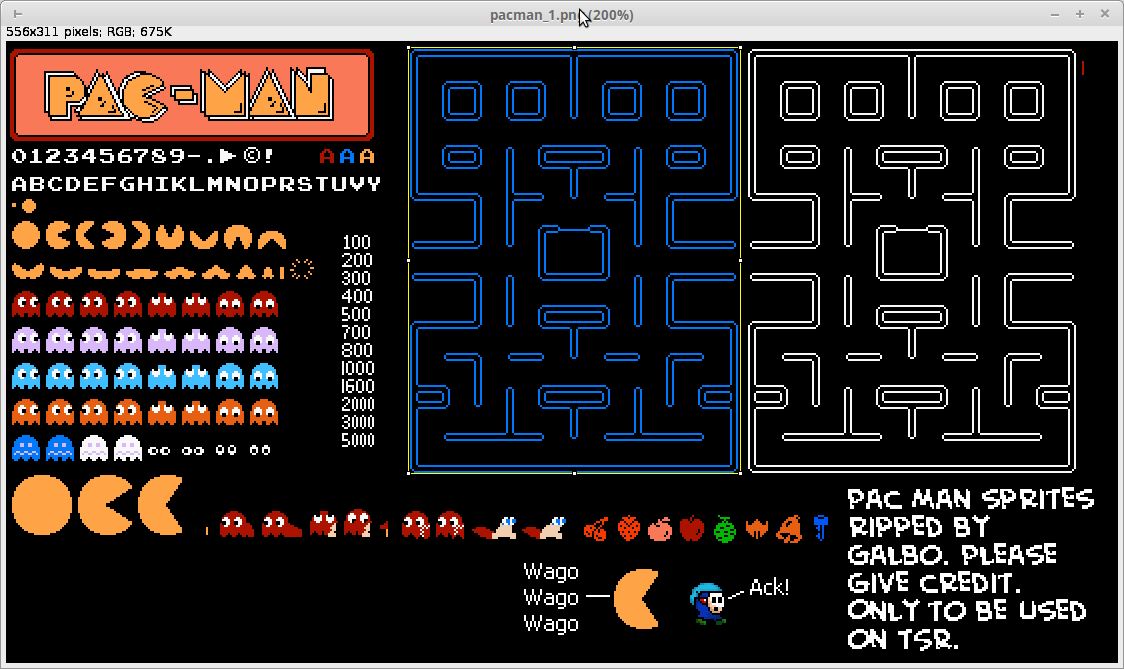 pacman_1.png (200%)
556x311 pixels; RGB; 675K
PAC-MAN
0123456789-. ©!
A A A
ABCDEFGHIKLMNOPRSTUVY
100
200
300
400
500
700
800
1000
1600
2000
3000
5000
PAC MAN SPRITES
RIPPED BY
GALBO. PLEASE
GIVE CREDIT.
ONLY TO BE USED
ON TSR.
Wago
Wago
Wago
Ack!